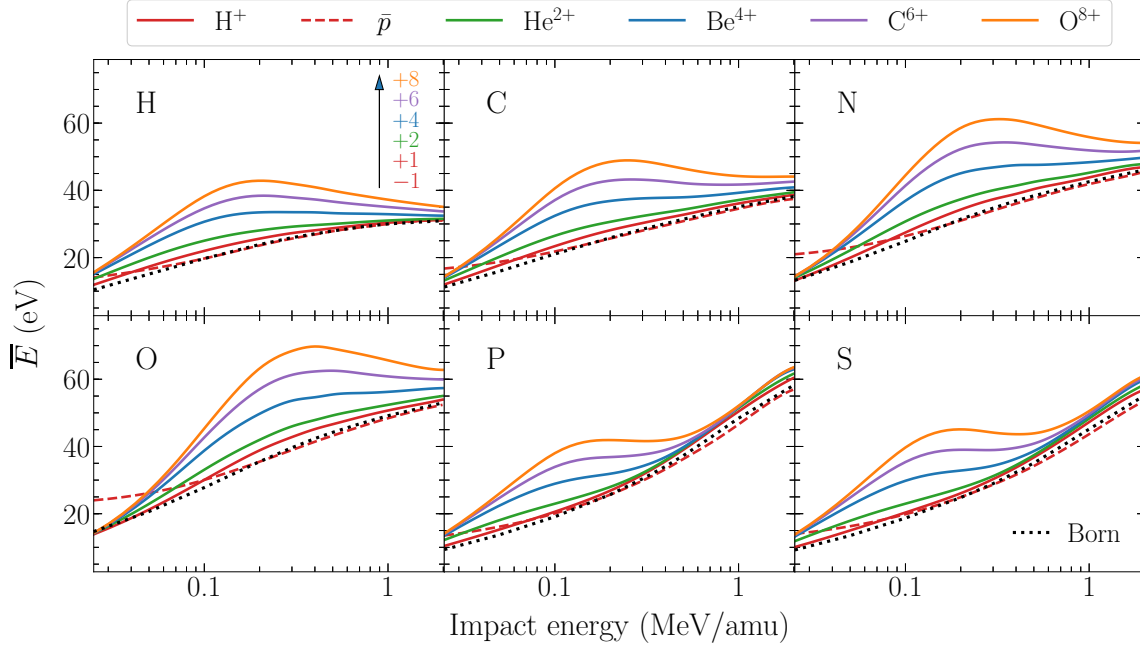 H⁺ p̄ He²⁺ Be⁴⁺ C⁶⁺ O⁸⁺
H C N
+8
+6
+4
+2
+1
−1
60
40
20
O P S
60
40
20
Born
0.1 1 0.1 1 0.1 1
E̅ (eV)
Impact energy (MeV/amu)